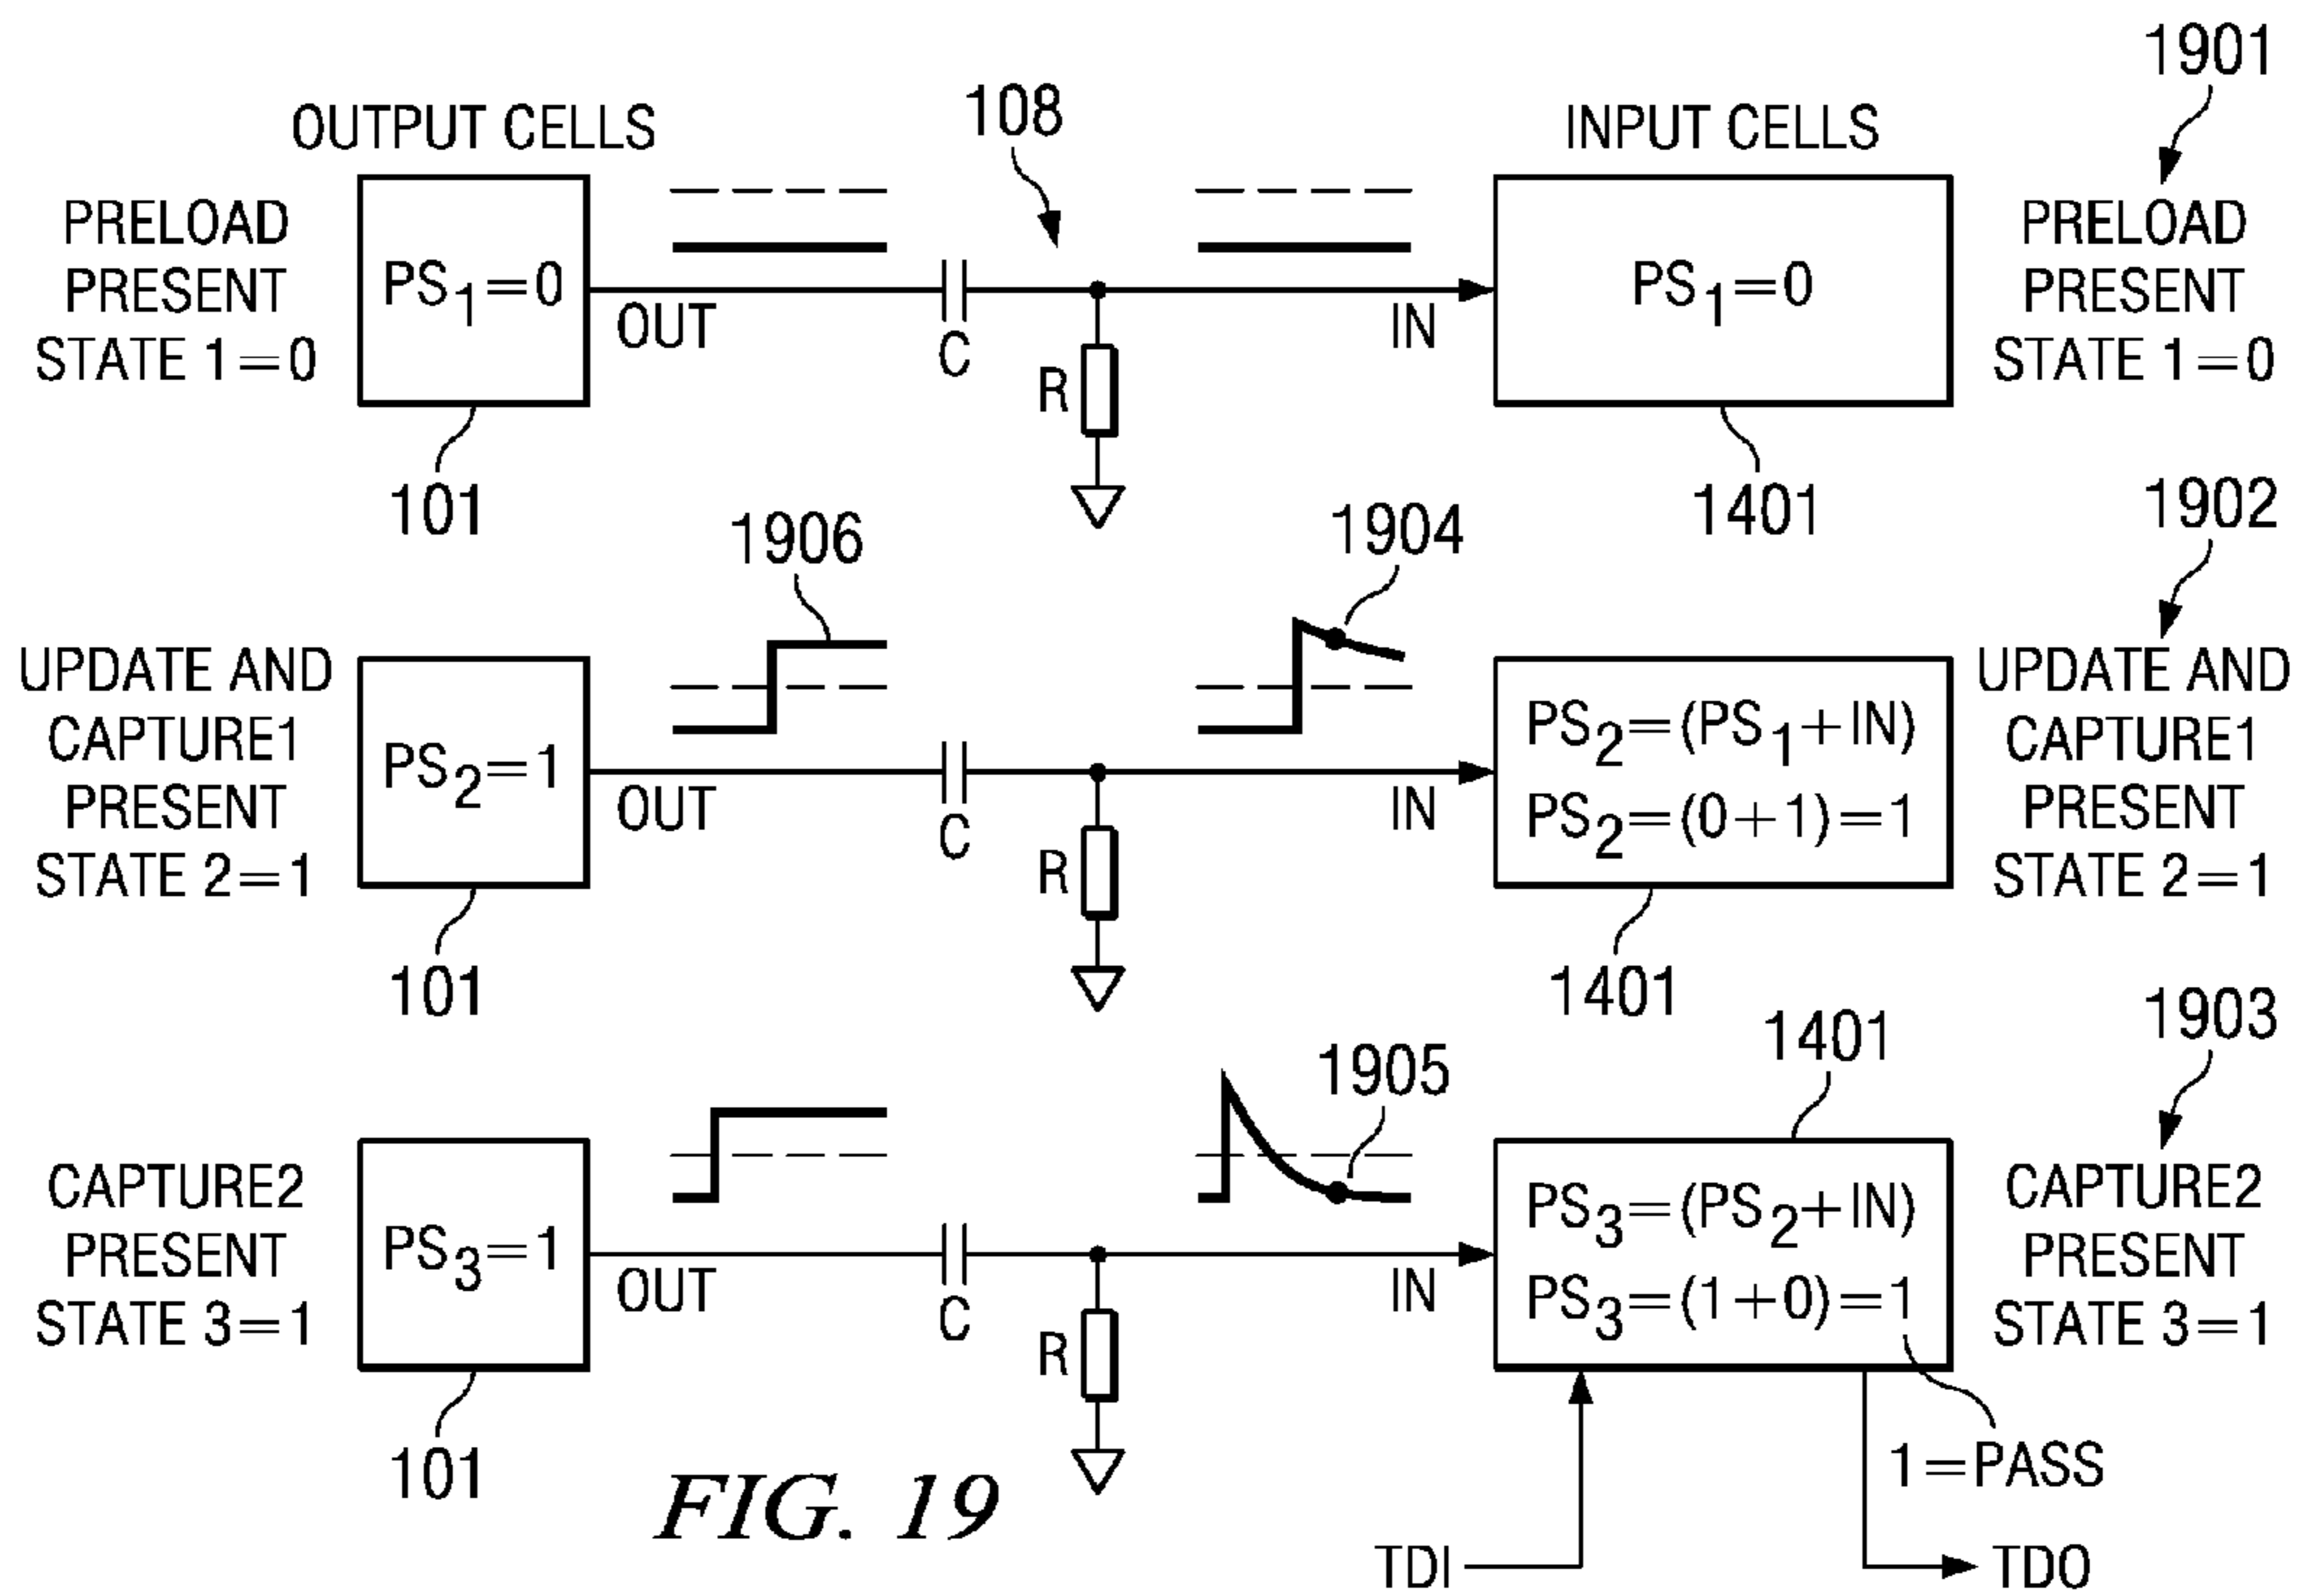 1901
OUTPUT CELLS
108
INPUT CELLS
PRELOAD
PRESENT
STATE 1=0
PS1=0
OUT
C
R
IN
PS1=0
PRELOAD
PRESENT
STATE 1=0
101
1401
1902
1906
1904
UPDATE AND
CAPTURE1
PRESENT
STATE 2=1
PS2=1
OUT
C
R
IN
PS2=(PS1+IN)
PS2=(0+1)=1
UPDATE AND
CAPTURE1
PRESENT
STATE 2=1
101
1401
1903
1401
1905
CAPTURE2
PRESENT
STATE 3=1
PS3=1
OUT
C
R
IN
PS3=(PS2+IN)
PS3=(1+0)=1
CAPTURE2
PRESENT
STATE 3=1
101
1=PASS
FIG. 19
TDI
TDO